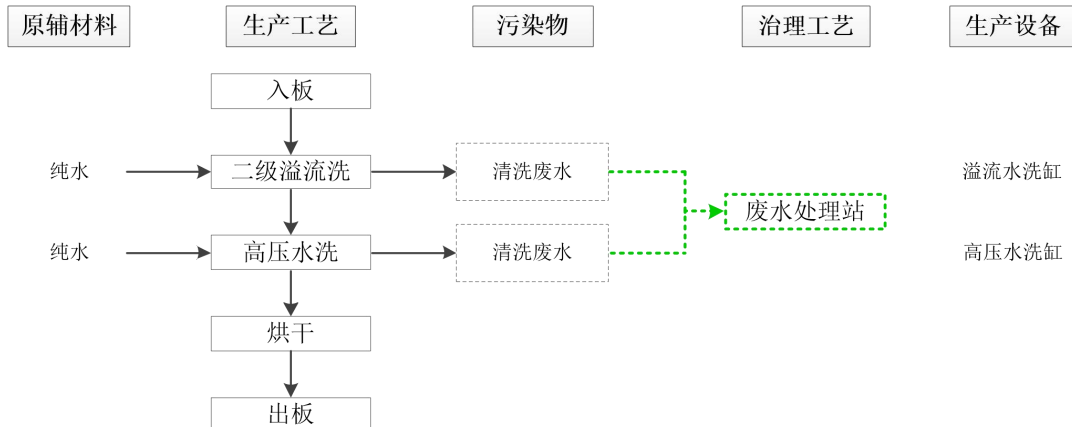 原辅材料 生产工艺 污染物 治理工艺 生产设备
入板
纯水 二级溢流洗 清洗废水 溢流水洗缸
废水处理站
纯水 高压水洗 清洗废水 高压水洗缸
烘干
出板